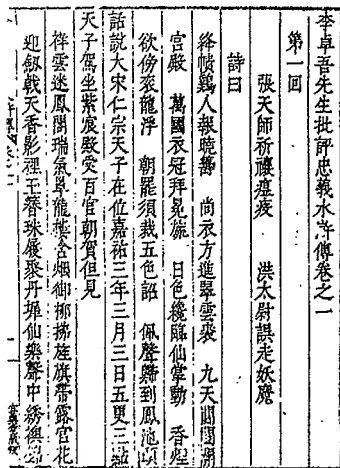 李卓吾先生批評忠義水滸傳卷之一
第一回
張天師祈禳瘟疫　洪太尉誤走妖魔
詩曰
絳幘鷄人報曉籌　尚衣方進翠雲裘　九天閶闔開
宮殿　萬國衣冠拜冕旒　日色纔臨仙掌動　香烟
欲傍衮龍浮　朝罷須裁五色詔　佩聲歸到鳳池頭
話說大宋仁宗天子在位嘉祐三年三月三日五更三點
天子駕坐紫宸殿受百官朝賀但見
祥雲迷鳳閣瑞氣罩龍樓含烟御柳拂旌旗帶露宮花
迎劒戟天香影裡玉簪珠履聚丹墀仙樂聲中綉襖